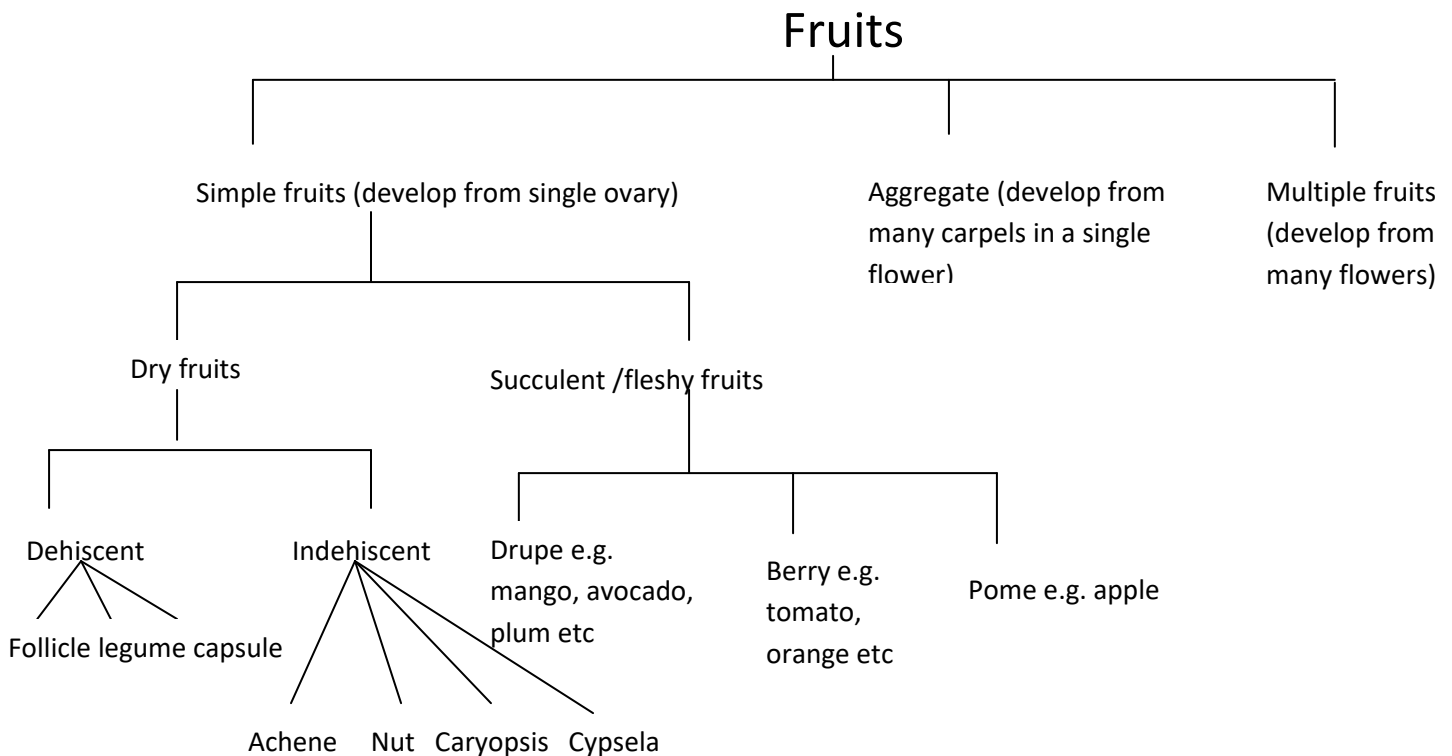 Fruits
Simple fruits (develop from single ovary)
Aggregate (develop from
many carpels in a single
flower)
Multiple fruits
(develop from
many flowers)
Dry fruits
Succulent /fleshy fruits
Dehiscent
Indehiscent
Drupe e.g.
mango, avocado,
plum etc
Berry e.g.
tomato,
orange etc
Pome e.g. apple
Follicle legume capsule
Achene Nut Caryopsis Cypsela